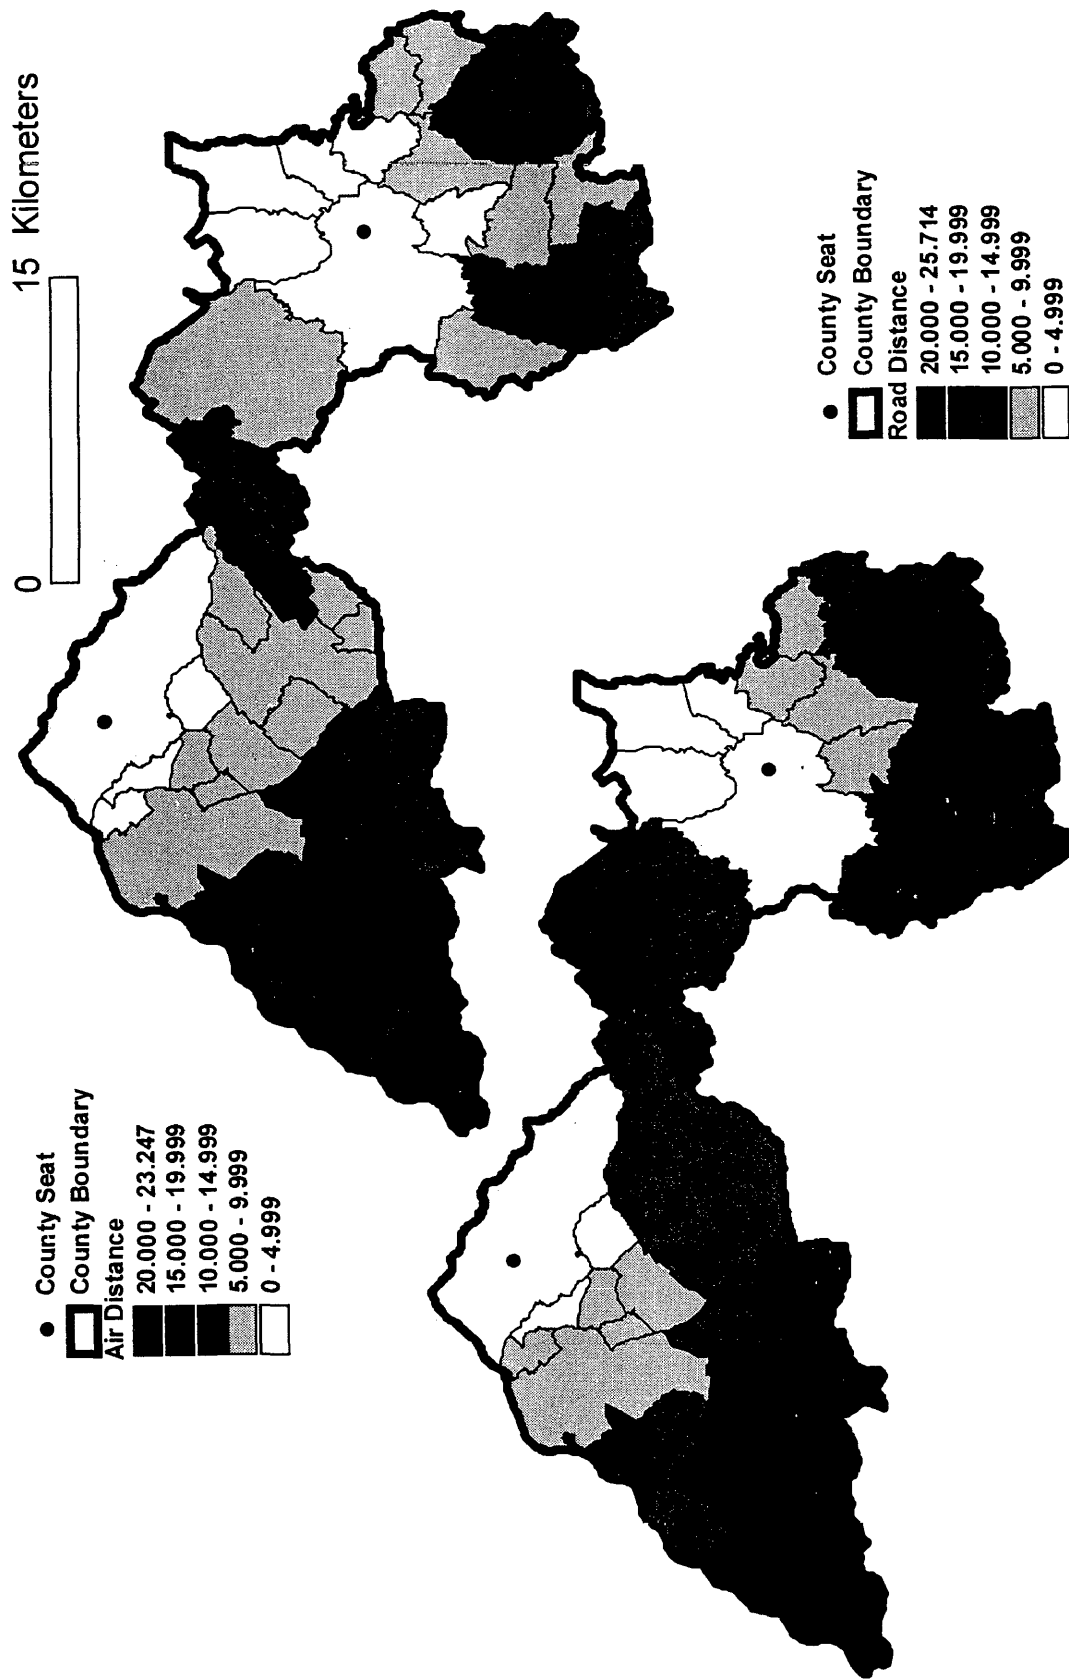 0 15 Kilometers
County Seat
County Boundary
Air Distance
20.000 - 23.247
15.000 - 19.999
10.000 - 14.999
5.000 - 9.999
0 - 4.999
County Seat
County Boundary
Road Distance
20.000 - 25.714
15.000 - 19.999
10.000 - 14.999
5.000 - 9.999
0 - 4.999